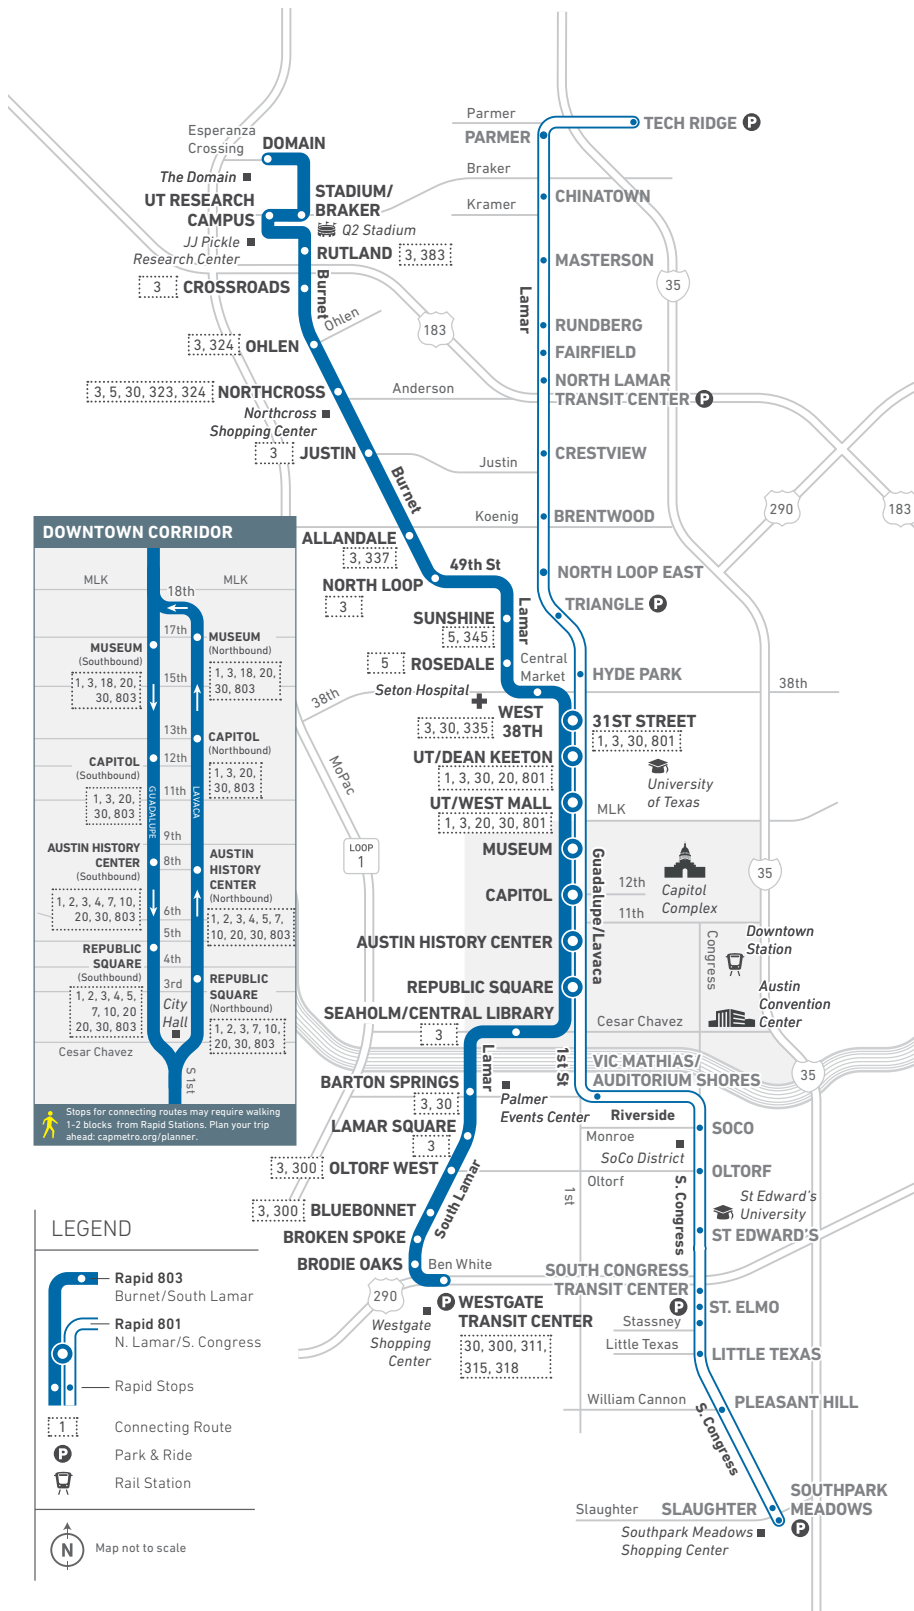 Parmer
TECH RIDGE P
PARMER
Esperanza
Crossing
DOMAIN
The Domain
Braker
STADIUM/
BRAKER
UT RESEARCH
CAMPUS
CHINATOWN
Kramer
Q2 Stadium
JJ Pickle
Research Center
RUTLAND
3, 383
MASTERSON
35
3
CROSSROADS
Burnet
Lamar
Ohlen
183
RUNDBERG
3, 324
OHLEN
FAIRFIELD
NORTH LAMAR
TRANSIT CENTER P
3, 5, 30, 323, 324
NORTHCROSS
Anderson
Northcross
Shopping Center
3
JUSTIN
Justin
CRESTVIEW
Burnet
Koenig
BRENTWOOD
290
183
ALLANDALE
3, 337
49th St
NORTH LOOP
3
NORTH LOOP EAST
Lamar
TRIANGLE P
SUNSHINE
5, 345
5
ROSEDALE
Central
Market
HYDE PARK
38th
38th
Seton Hospital
WEST
38TH
3, 30, 335
31ST STREET
1, 3, 30, 801
UT/DEAN KEETON
1, 3, 30, 20, 801
University
of Texas
MoPac
UT/WEST MALL
1, 3, 20, 30, 801
MLK
MUSEUM
LOOP
1
Guadalupe/Lavaca
12th
Capitol
Complex
35
CAPITOL
11th
Congress
AUSTIN HISTORY CENTER
Downtown
Station
REPUBLIC SQUARE
Austin
Convention
Center
SEAHOLM/CENTRAL LIBRARY
3
Cesar Chavez
Lamar
1st St
VIC MATHIAS/
AUDITORIUM SHORES
35
BARTON SPRINGS
3, 30
Palmer
Events Center
Riverside
LAMAR SQUARE
3
Monroe
SOCO
SoCo District
3, 300
OLTORF WEST
Oltorf
OLTORF
South Lamar
1st
S. Congress
St Edward's
University
3, 300
BLUEBONNET
ST EDWARD'S
BROKEN SPOKE
BRODIE OAKS
Ben White
SOUTH CONGRESS
TRANSIT CENTER
290
P
WESTGATE
TRANSIT CENTER
30, 300, 311,
315, 318
Westgate
Shopping
Center
P
ST. ELMO
Stassney
Little Texas
LITTLE TEXAS
William Cannon
PLEASANT HILL
S. Congress
SOUTHPARK
MEADOWS
Slaughter
SLAUGHTER
P
Southpark Meadows
Shopping Center
DOWNTOWN CORRIDOR
MLK
MLK
18th
17th
MUSEUM
(Southbound)
1, 3, 18, 20,
30, 803
MUSEUM
(Northbound)
1, 3, 18, 20,
30, 803
15th
13th
CAPITOL
(Northbound)
1, 3, 20,
30, 803
12th
CAPITOL
(Southbound)
1, 3, 20,
30, 803
11th
GUADALUPE
LAVACA
9th
AUSTIN HISTORY
CENTER
(Southbound)
1, 2, 3, 4, 7, 10,
20, 30, 803
8th
AUSTIN
HISTORY
CENTER
(Northbound)
1, 2, 3, 4, 5, 7,
10, 20, 30, 803
6th
5th
REPUBLIC
SQUARE
(Southbound)
1, 2, 3, 4, 5,
7, 10, 20
20, 30, 803
4th
3rd
REPUBLIC
SQUARE
(Northbound)
1, 2, 3, 7, 10,
20, 30, 803
City
Hall
Cesar Chavez
S 1st
Stops for connecting routes may require walking
1-2 blocks from Rapid Stations. Plan your trip
ahead: capmetro.org/planner.
LEGEND
Rapid 803
Burnet/South Lamar
Rapid 801
N. Lamar/S. Congress
Rapid Stops
1
Connecting Route
P
Park & Ride
Rail Station
N
Map not to scale